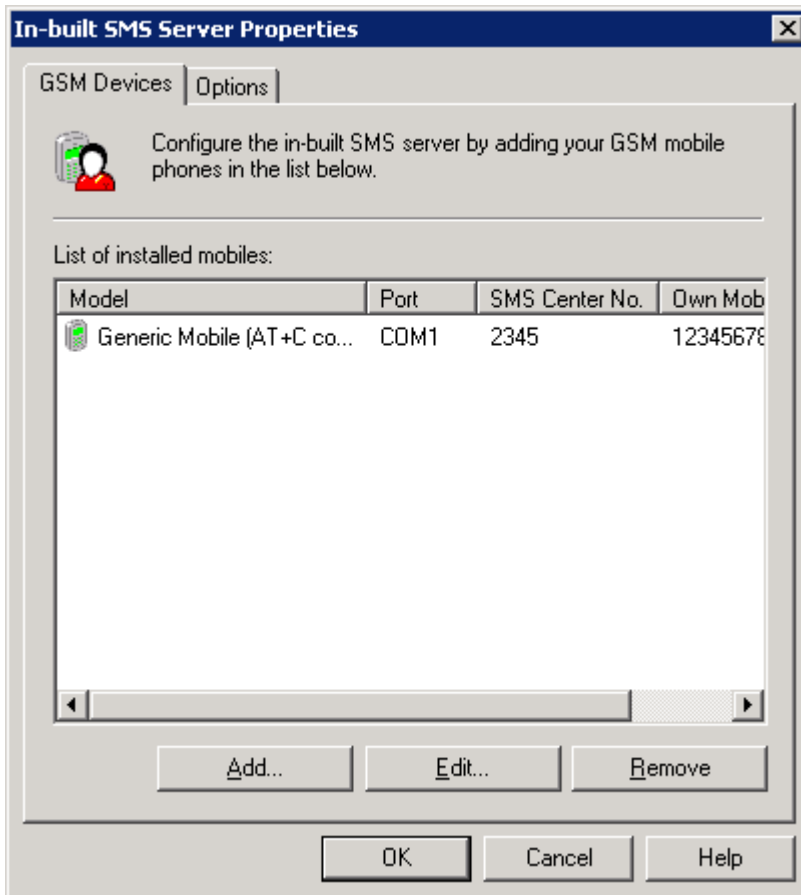 In-built SMS Server Properties
GSM Devices Options
Configure the in-built SMS server by adding your GSM mobile
phones in the list below.
List of installed mobiles:
Model Port SMS Center No. Own Mob
Generic Mobile (AT+C co... COM1 2345 12345678
Add... Edit... Remove
OK Cancel Help